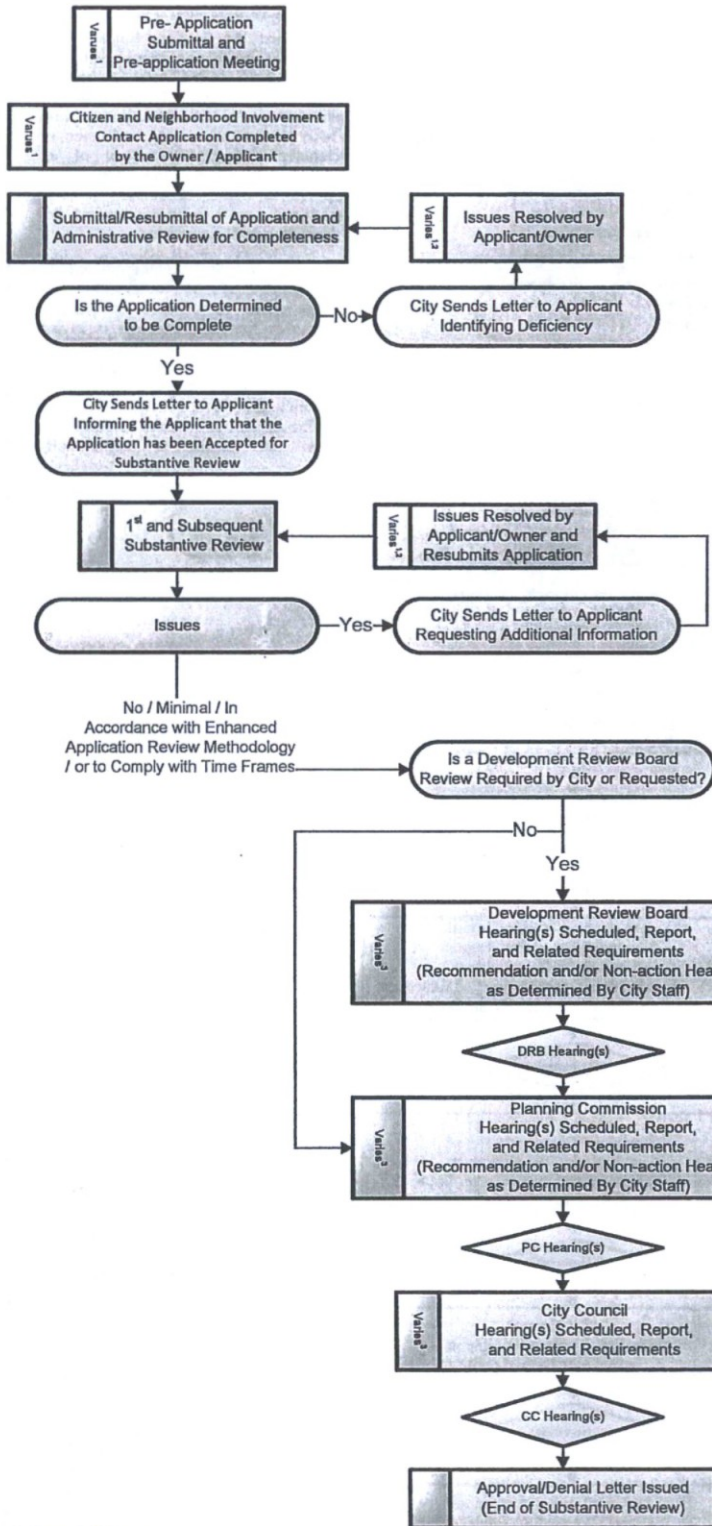 Varies¹
Pre- Application
Submittal and
Pre-application Meeting
Varies¹
Citizen and Neighborhood Involvement
Contact Application Completed
by the Owner / Applicant
Submittal/Resubmittal of Application and
Administrative Review for Completeness
Varies¹,²
Issues Resolved by
Applicant/Owner
Is the Application Determined
to be Complete
No
City Sends Letter to Applicant
Identifying Deficiency
Yes
City Sends Letter to Applicant
Informing the Applicant that the
Application has been Accepted for
Substantive Review
1st and Subsequent
Substantive Review
Varies¹,²
Issues Resolved by
Applicant/Owner and
Resubmits Application
Issues
Yes
City Sends Letter to Applicant
Requesting Additional Information
No / Minimal / In
Accordance with Enhanced
Application Review Methodology
/ or to Comply with Time Frames
Is a Development Review Board
Review Required by City or Requested?
No
Yes
Varies³
Development Review Board
Hearing(s) Scheduled, Report,
and Related Requirements
(Recommendation and/or Non-action Hea
as Determined By City Staff)
DRB Hearing(s)
Varies³
Planning Commission
Hearing(s) Scheduled, Report,
and Related Requirements
(Recommendation and/or Non-action Hea
as Determined By City Staff)
PC Hearing(s)
Varies³
City Council
Hearing(s) Scheduled, Report,
and Related Requirements
CC Hearing(s)
Approval/Denial Letter Issued
(End of Substantive Review)